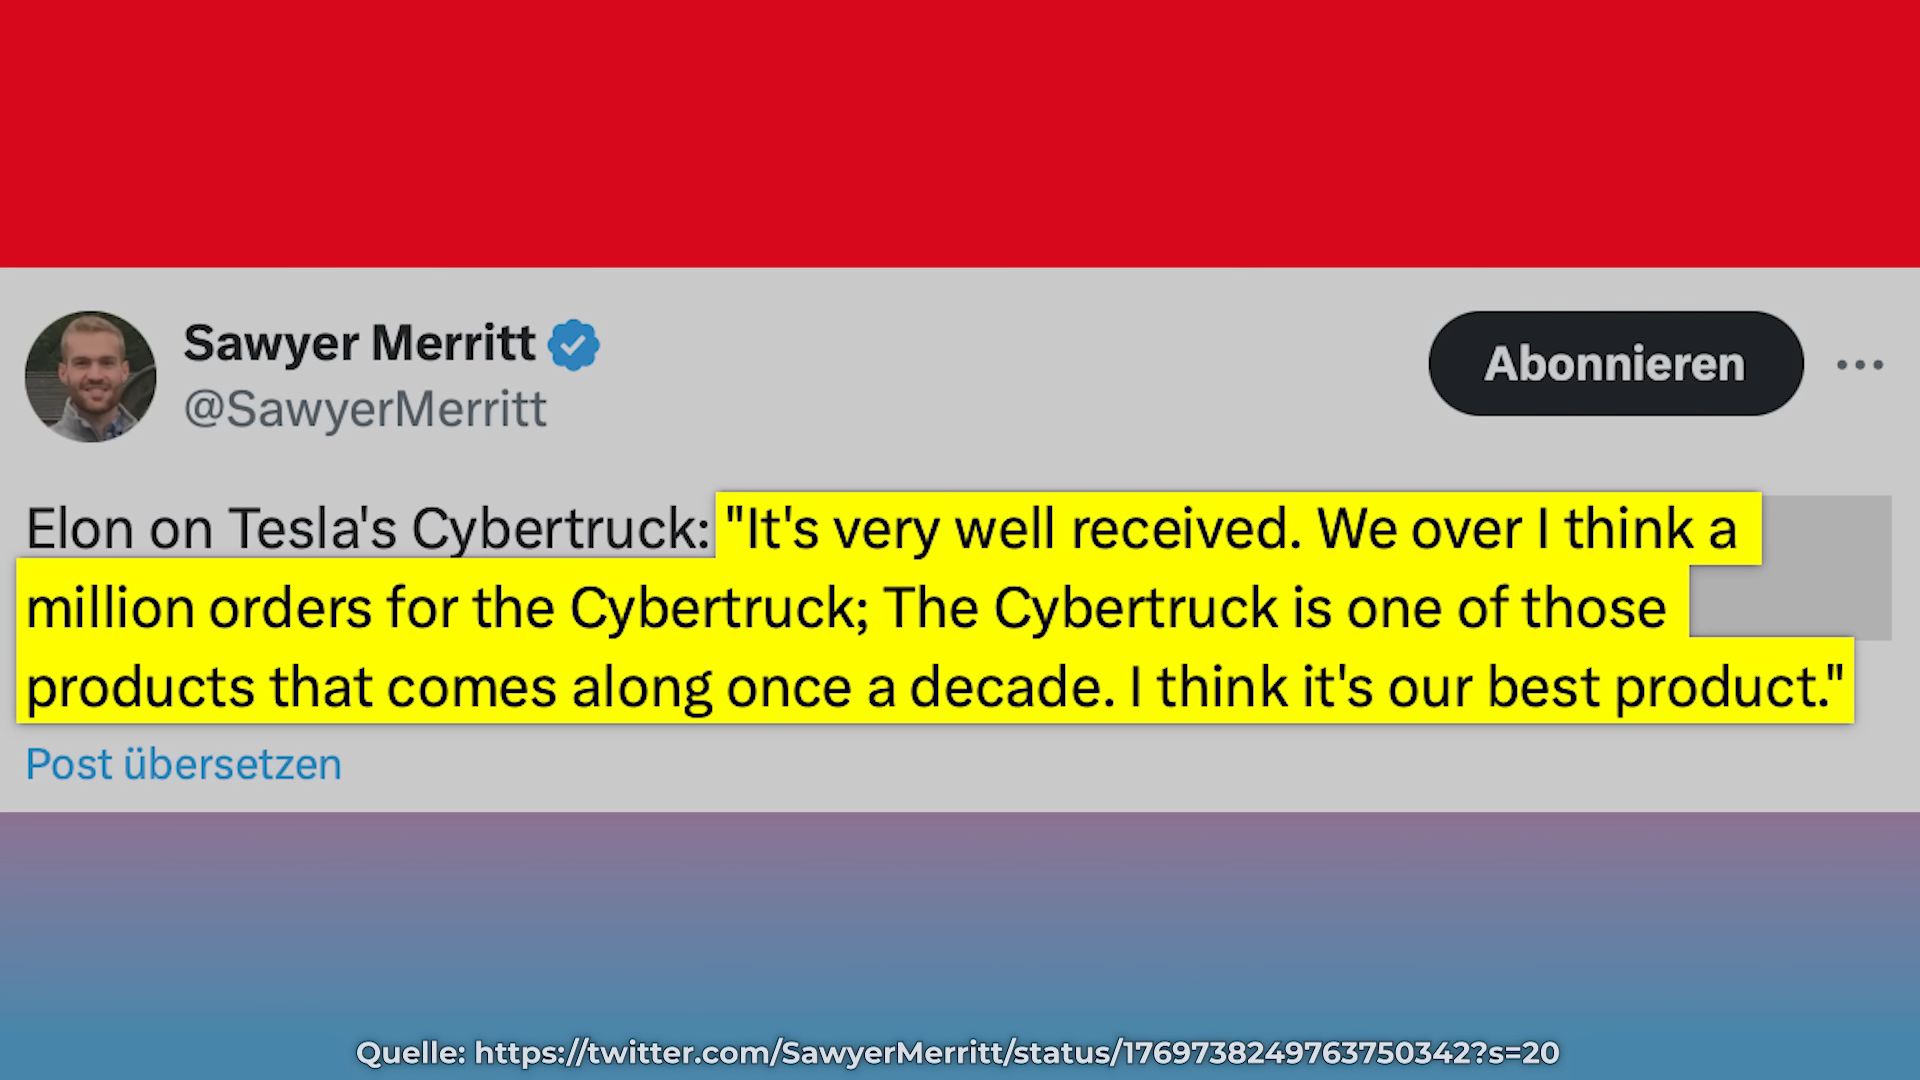 Sawyer Merritt
@SawyerMerritt
Abonnieren
Elon on Tesla's Cybertruck: "It's very well received. We over I think a
million orders for the Cybertruck; The Cybertruck is one of those
products that comes along once a decade. I think it's our best product."
Post übersetzen
Quelle: https://twitter.com/SawyerMerritt/status/1769738249763750342?s=20